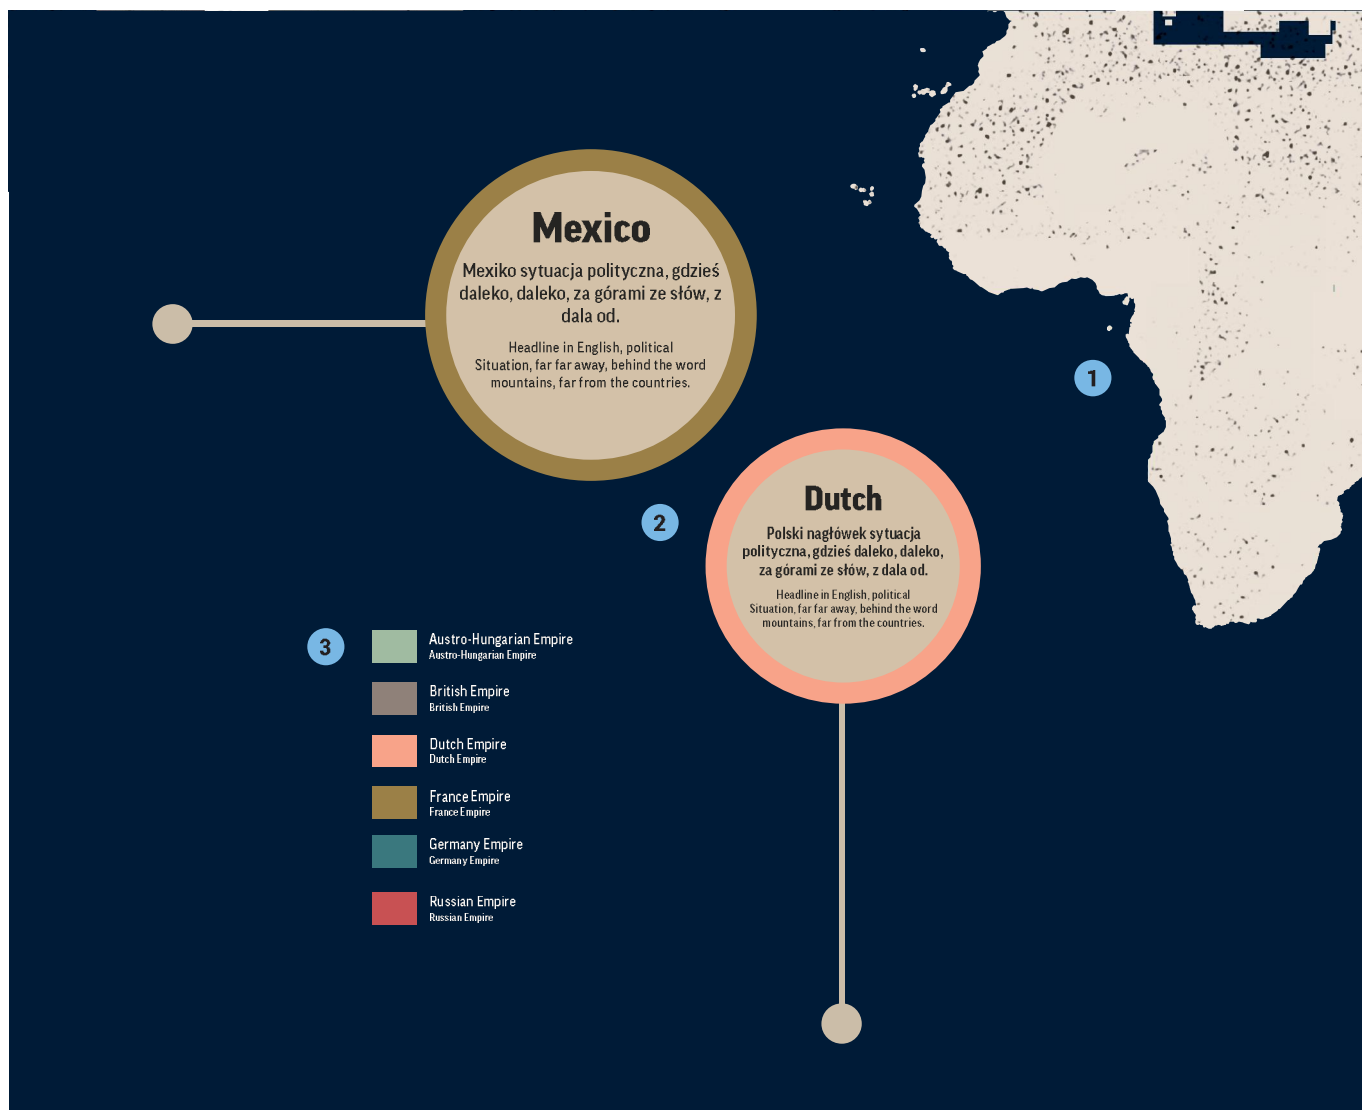 Mexico
Mexiko sytuacja polityczna, gdzieś
daleko, daleko, za górami ze słów, z
dala od.
Headline in English, political
Situation, far far away, behind the word
mountains, far from the countries.
1
2
Dutch
Polski nagłówek sytuacja
polityczna, gdzieś daleko, daleko,
za górami ze słów, z dala od.
Headline in English, political
Situation, far far away, behind the word
mountains, far from the countries.
3
Austro-Hungarian Empire
Austro-Hungarian Empire
British Empire
British Empire
Dutch Empire
Dutch Empire
France Empire
France Empire
Germany Empire
Germany Empire
Russian Empire
Russian Empire